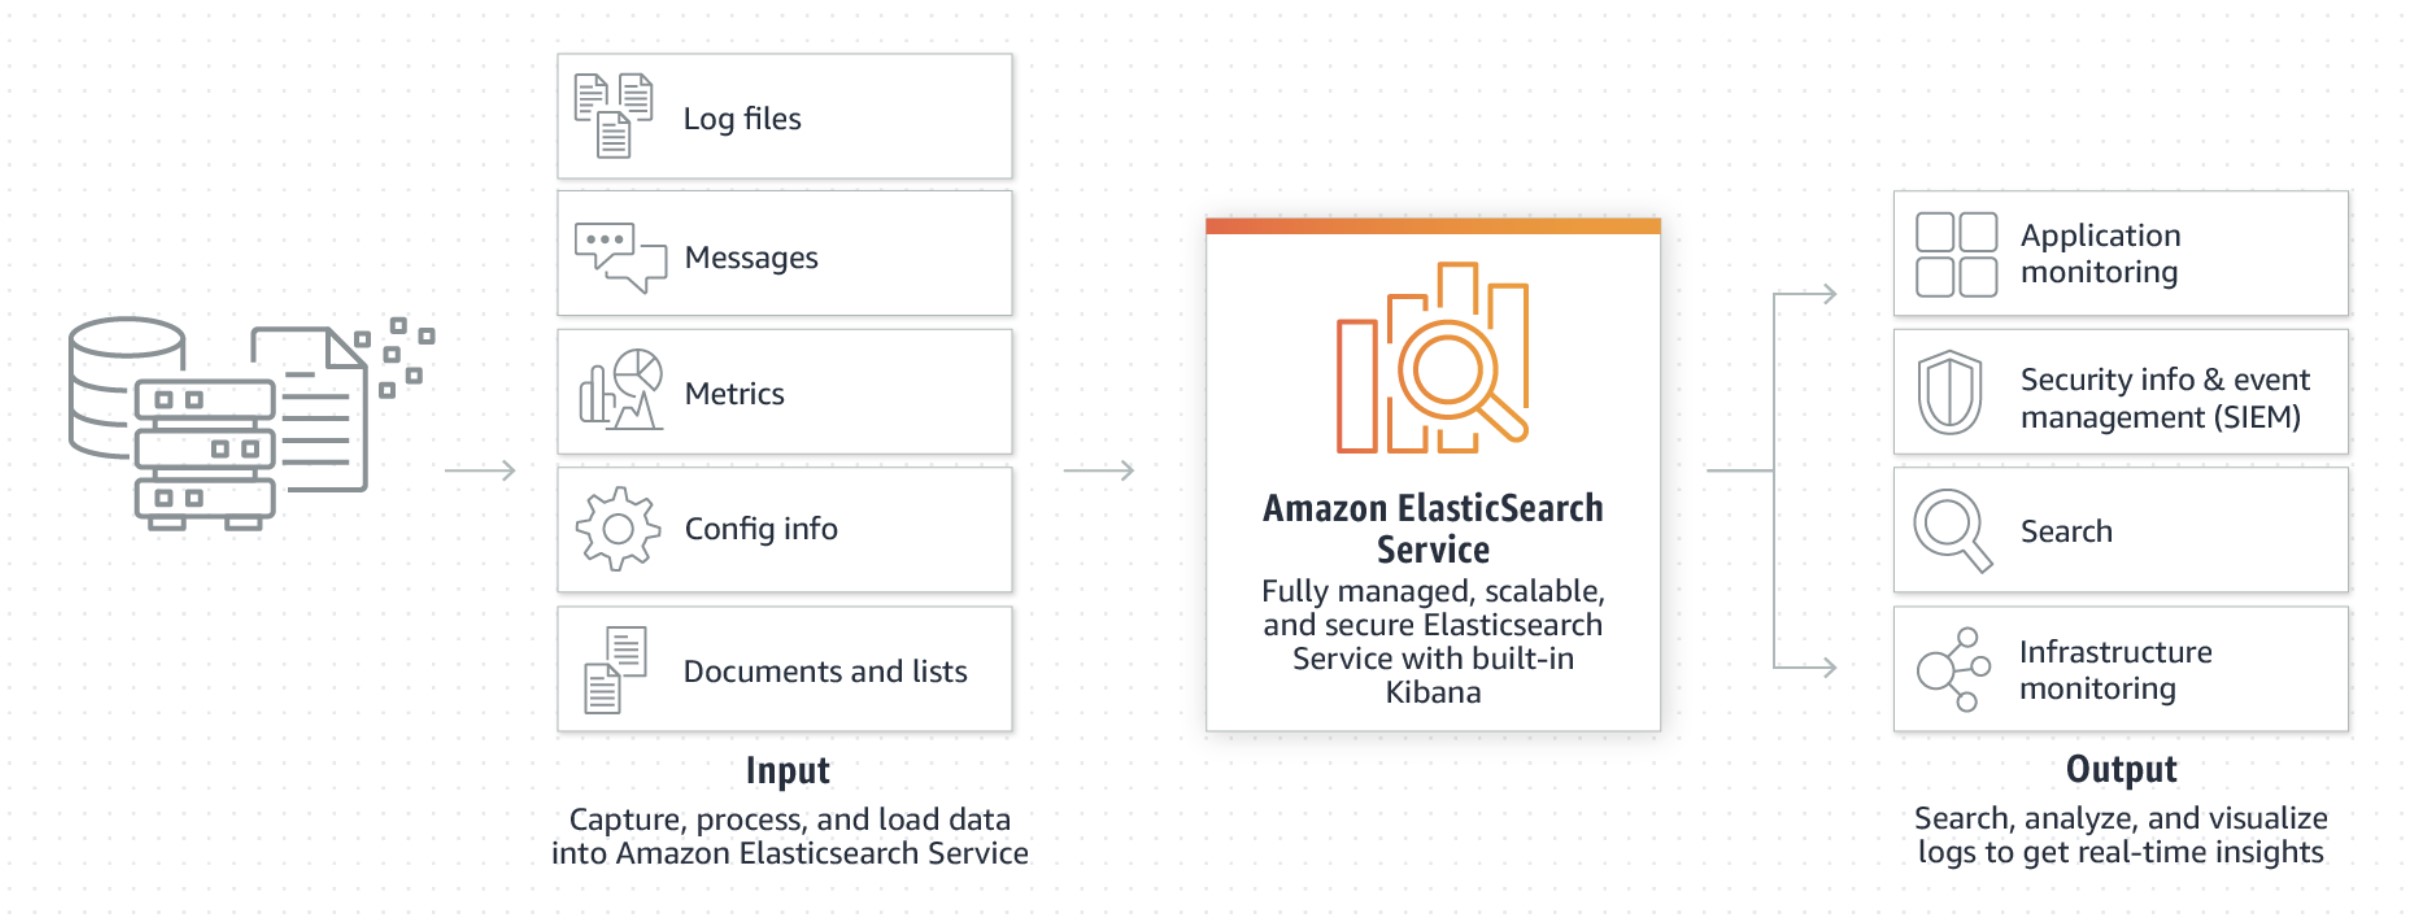 Log files
Messages
Metrics
Config info
Documents and lists
Input
Capture, process, and load data
into Amazon Elasticsearch Service
Amazon ElasticSearch
Service
Fully managed, scalable,
and secure Elasticsearch
Service with built-in
Kibana
Application
monitoring
Security info & event
management (SIEM)
Search
Infrastructure
monitoring
Output
Search, analyze, and visualize
logs to get real-time insights